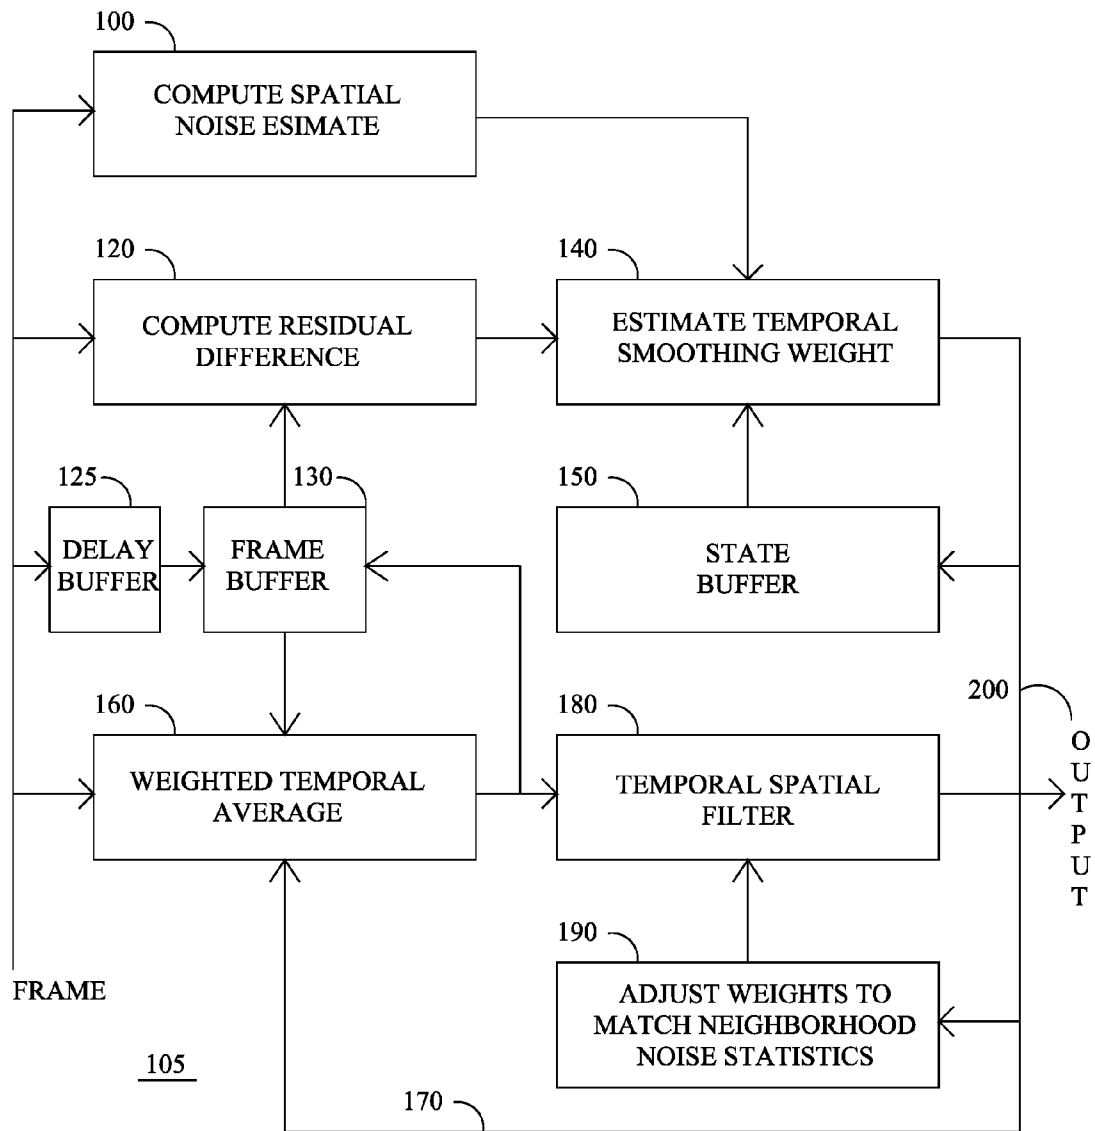 100
COMPUTE SPATIAL
NOISE ESIMATE
120
140
COMPUTE RESIDUAL
DIFFERENCE
ESTIMATE TEMPORAL
SMOOTHING WEIGHT
125
130
150
DELAY
BUFFER
FRAME
BUFFER
STATE
BUFFER
160
180
200
WEIGHTED TEMPORAL
AVERAGE
TEMPORAL SPATIAL
FILTER
OUTPUT
190
FRAME
ADJUST WEIGHTS TO
MATCH NEIGHBORHOOD
NOISE STATISTICS
105
170